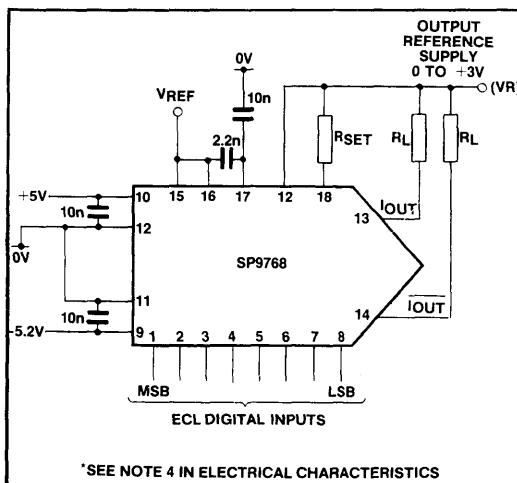 OUTPUT
REFERENCE
SUPPLY
0 TO +3V
(VR)
0V
VREF
10n
2.2n
RSET
RL
RL
15
16
17
12
18
+5V
10
10n
12
0V
SP9768
13
IOUT
11
14
IOUT
10n
-5.2V
9
1
2
3
4
5
6
7
8
MSB
LSB
ECL DIGITAL INPUTS
*SEE NOTE 4 IN ELECTRICAL CHARACTERISTICS